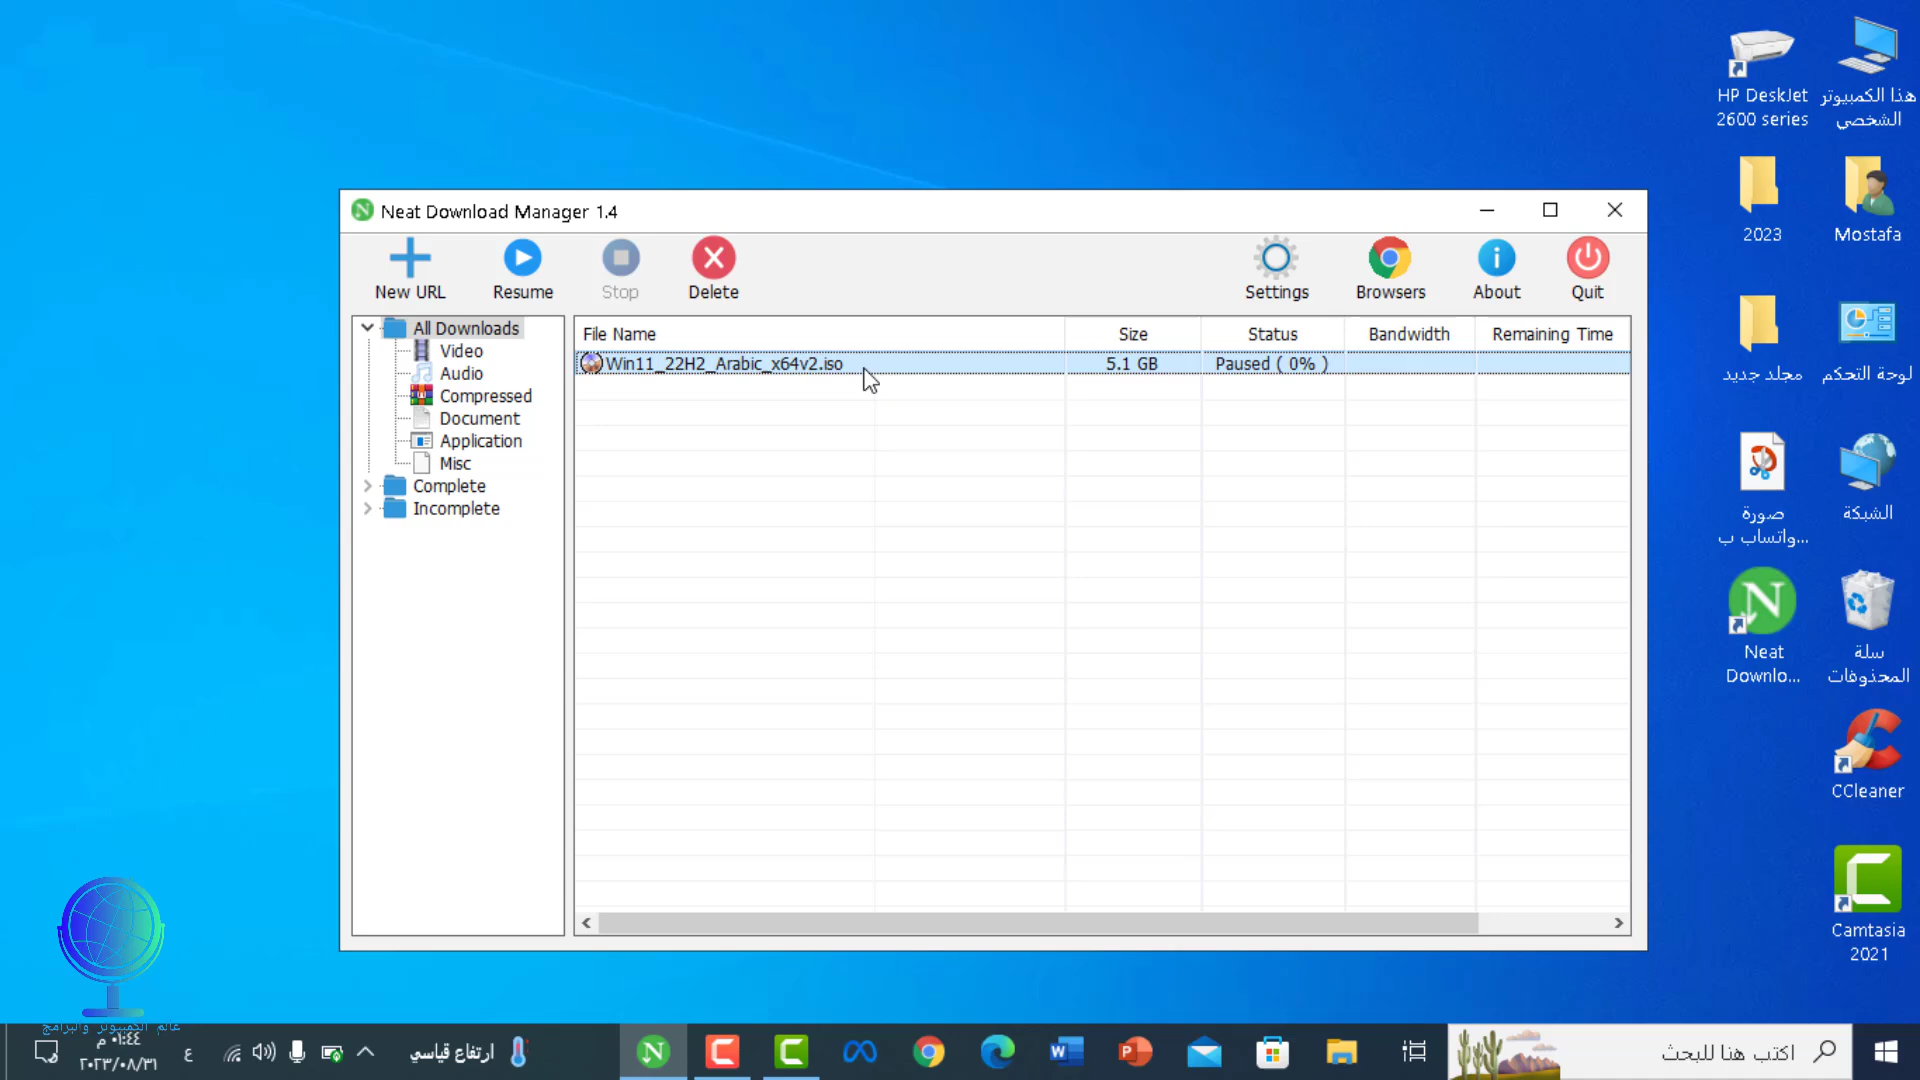 Neat Download Manager 1.4
New URL
Resume
Stop
Delete
Settings
Browsers
About
Quit
All Downloads
Video
Audio
Compressed
Document
Application
Misc
Complete
Incomplete
File Name Size Status Bandwidth Remaining Time
Win11_22H2_Arabic_x64v2.iso 5.1 GB Paused ( 0% )
هذا الكمبيوتر
الشخصي
HP DeskJet
2600 series
Mostafa
2023
لوحة التحكم
مجلد جديد
الشبكة
صورة
واتساب ب...
سلة
المحذوفات
Neat
Downlo...
CCleaner
Camtasia
2021
عالم الكمبيوتر والبرامج
اكتب هنا للبحث
ارتفاع قياسي
ع
٠١:٤٤ م
٢٠٢٣/٠٨/٣١